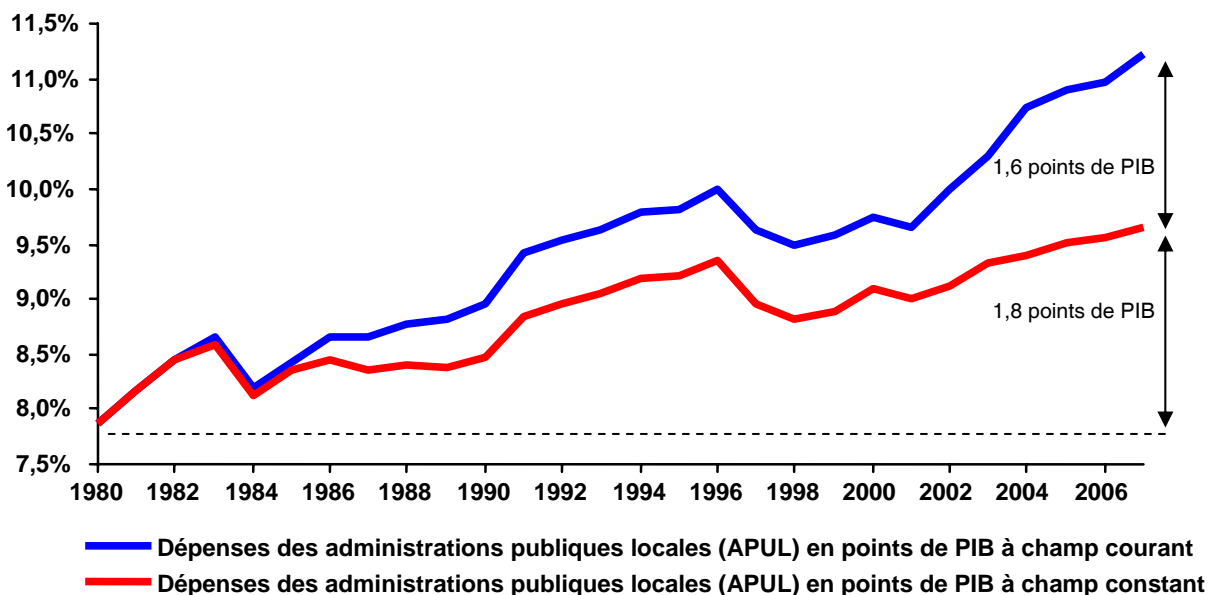 11,5%
11,0%
10,5%
10,0%
9,5%
9,0%
8,5%
8,0%
7,5%
1,6 points de PIB
1,8 points de PIB
1980 1982 1984 1986 1988 1990 1992 1994 1996 1998 2000 2002 2004 2006
Dépenses des administrations publiques locales (APUL) en points de PIB à champ courant
Dépenses des administrations publiques locales (APUL) en points de PIB à champ constant